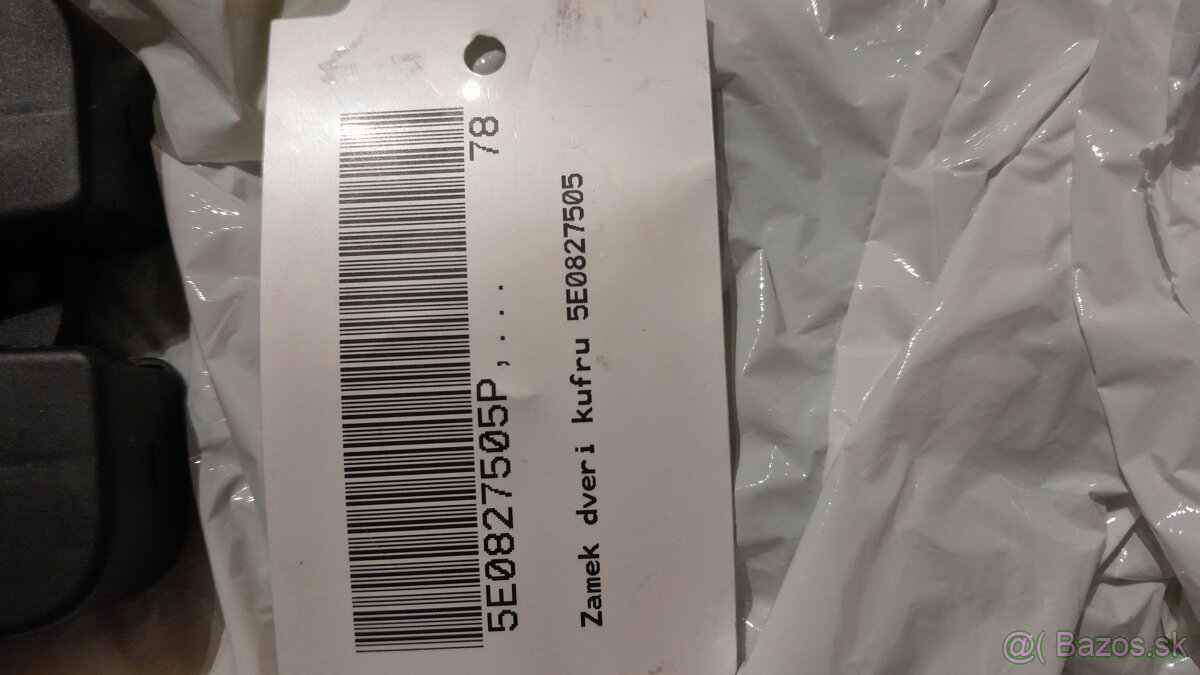 5E0827505P,... 78
Zamek dveri kufru 5E0827505
@( Bazos.sk